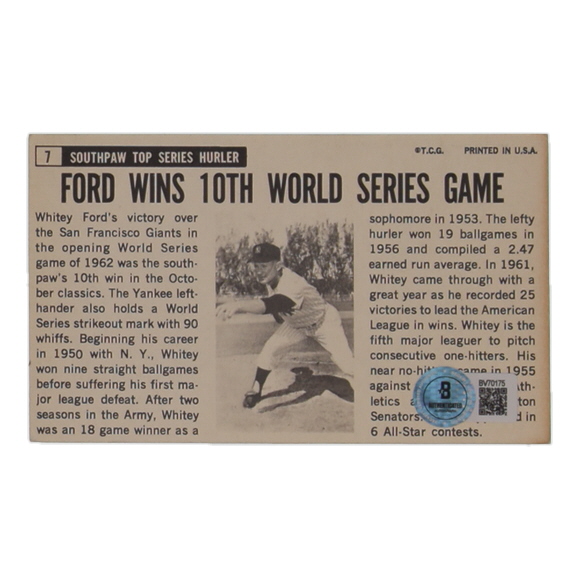 7 SOUTHPAW TOP SERIES HURLER
©T.C.G. PRINTED IN U.S.A.
FORD WINS 10TH WORLD SERIES GAME
Whitey Ford's victory over
the San Francisco Giants in
the opening World Series
game of 1962 was the south-
paw's 10th win in the Octo-
ber classics. The Yankee left-
hander also holds a World
Series strikeout mark with 90
whiffs. Beginning his career
in 1950 with N. Y., Whitey
won nine straight ballgames
before suffering his first ma-
jor league defeat. After two
seasons in the Army, Whitey
was an 18 game winner as a
sophomore in 1953. The lefty
hurler won 19 ballgames in
1956 and compiled a 2.47
earned run average. In 1961,
Whitey came through with a
great year as he recorded 25
victories to lead the American
League in wins. Whitey is the
fifth major leaguer to pitch
consecutive one-hitters. His
near no-hit game in 1955
against
letics
Senators. in
6 All-Star contests.
B
BV70175